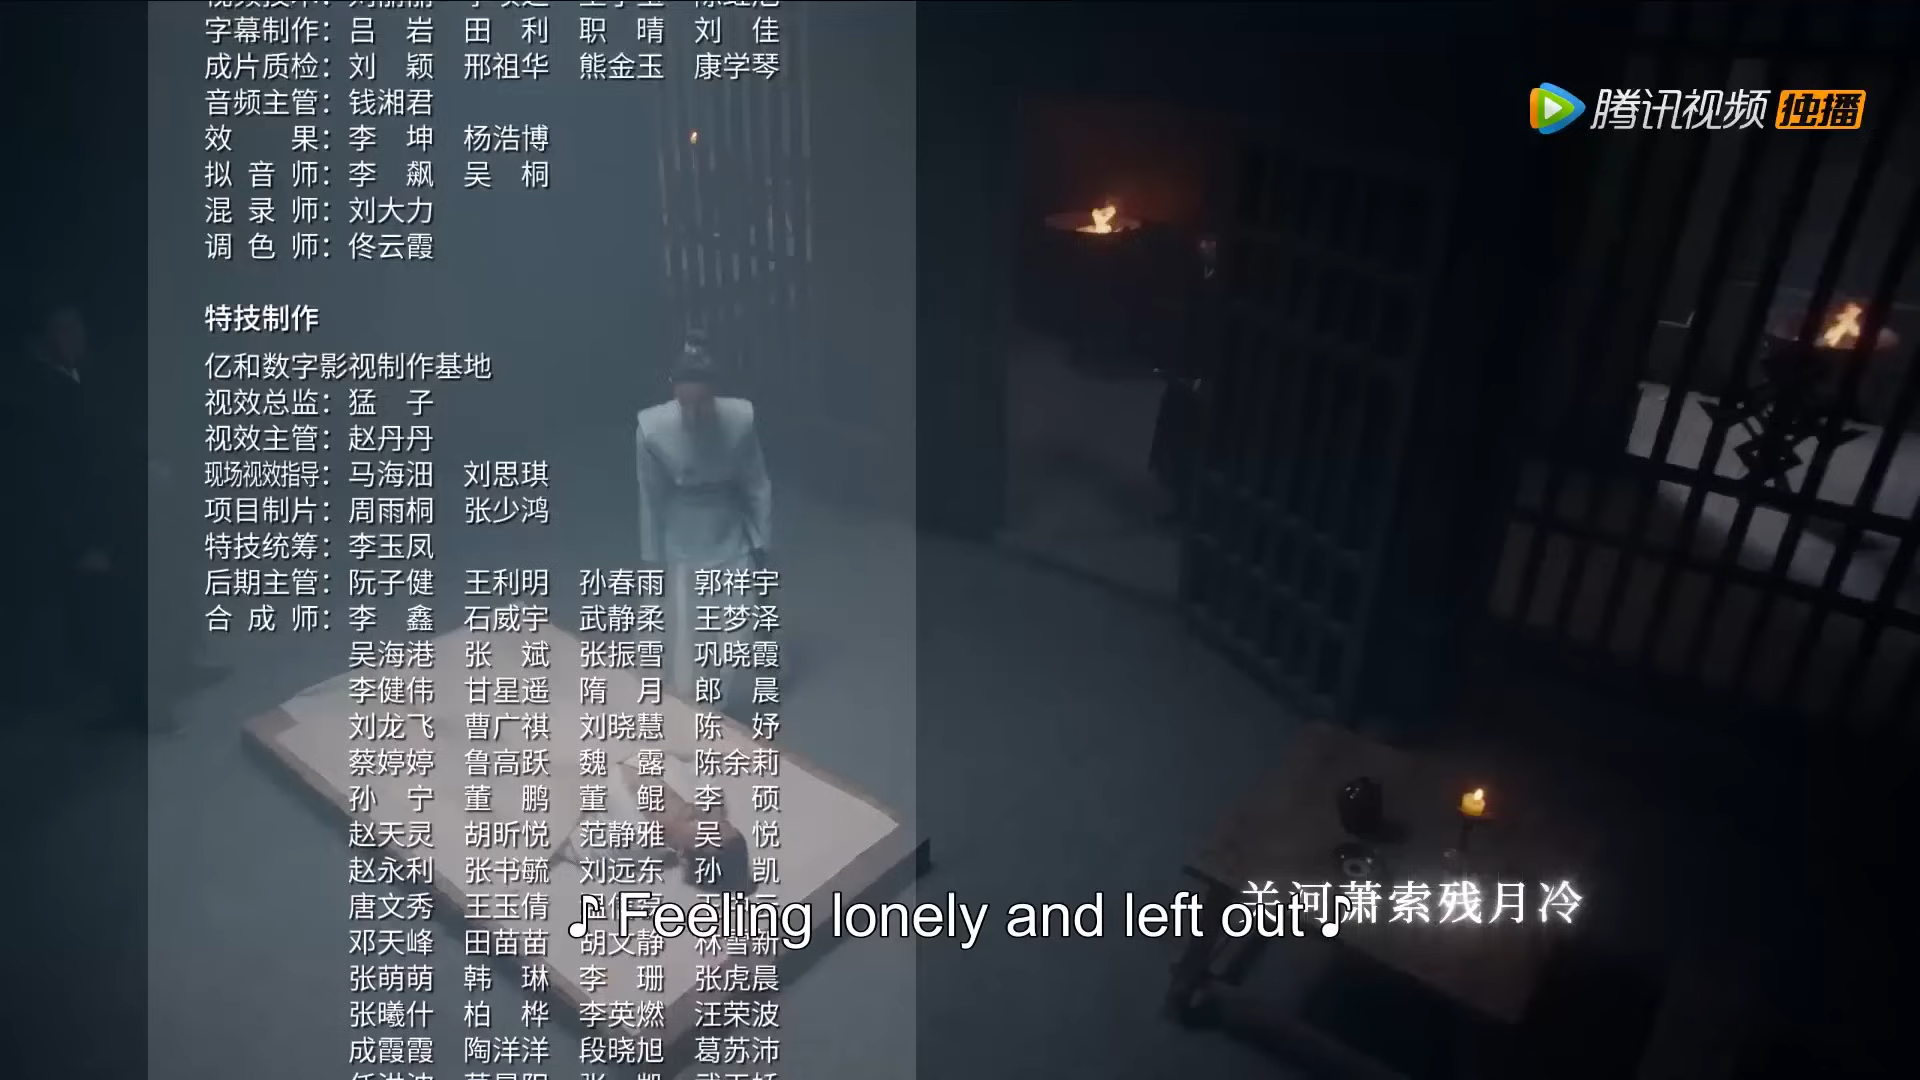 字幕制作：吕岩 田利 职晴 刘佳
成片质检：刘颖 邢祖华 熊金玉 康学琴
音频主管：钱湘君
效果：李坤 杨浩博
拟音师：李飙 吴桐
混录师：刘大力
调色师：佟云霞
腾讯视频 独播
特技制作
亿和数字影视制作基地
视效总监：猛子
视效主管：赵丹丹
现场视效指导：马海沺 刘思琪
项目制片：周雨桐 张少鸿
特技统筹：李玉凤
后期主管：阮子健 王利明 孙春雨 郭祥宇
合成师：李鑫 石威宇 武静柔 王梦泽
吴海港 张斌 张振雪 巩晓霞
李健伟 甘星遥 隋月 郎晨
刘龙飞 曹广祺 刘晓慧 陈妤
蔡婷婷 鲁高跃 魏露 陈余莉
孙宁 董鹏 董鲲 李硕
赵天灵 胡昕悦 范静雅 吴悦
赵永利 张书毓 刘远东 孙凯
唐文秀 王玉倩
关河萧索残月冷
♪ Feeling lonely and left out ♪
邓天峰 田苗苗 胡文静 林雪新
张萌萌 韩琳 李珊 张虎晨
张曦什 柏桦 李英燃 汪荣波
成霞霞 陶洋洋 段晓旭 葛苏沛